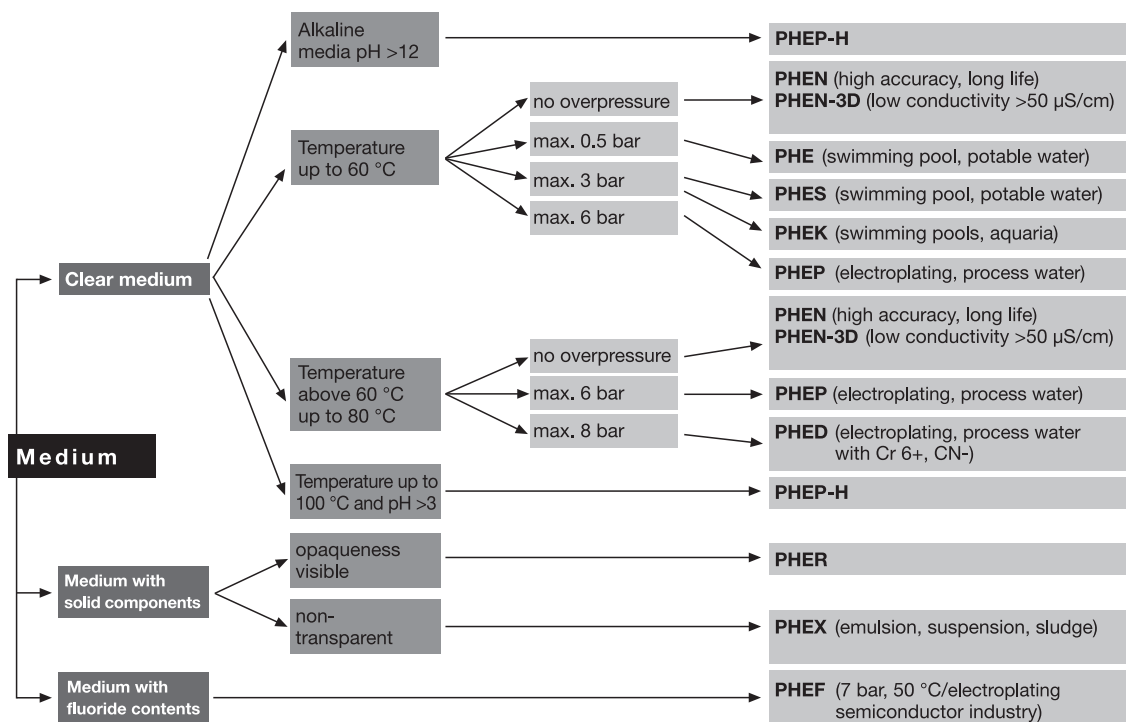 Medium
Clear medium
Alkaline
media pH >12
PHEP-H
Temperature
up to 60 °C
no overpressure
PHEN (high accuracy, long life)
PHEN-3D (low conductivity >50 µS/cm)
max. 0.5 bar
PHE (swimming pool, potable water)
max. 3 bar
PHES (swimming pool, potable water)
PHEK (swimming pools, aquaria)
max. 6 bar
PHEP (electroplating, process water)
Temperature
above 60 °C
up to 80 °C
no overpressure
PHEN (high accuracy, long life)
PHEN-3D (low conductivity >50 µS/cm)
max. 6 bar
PHEP (electroplating, process water)
max. 8 bar
PHED (electroplating, process water
with Cr 6+, CN-)
Temperature up to
100 °C and pH >3
PHEP-H
Medium with
solid components
opaqueness
visible
PHER
non-
transparent
PHEX (emulsion, suspension, sludge)
Medium with
fluoride contents
PHEF (7 bar, 50 °C/electroplating
semiconductor industry)